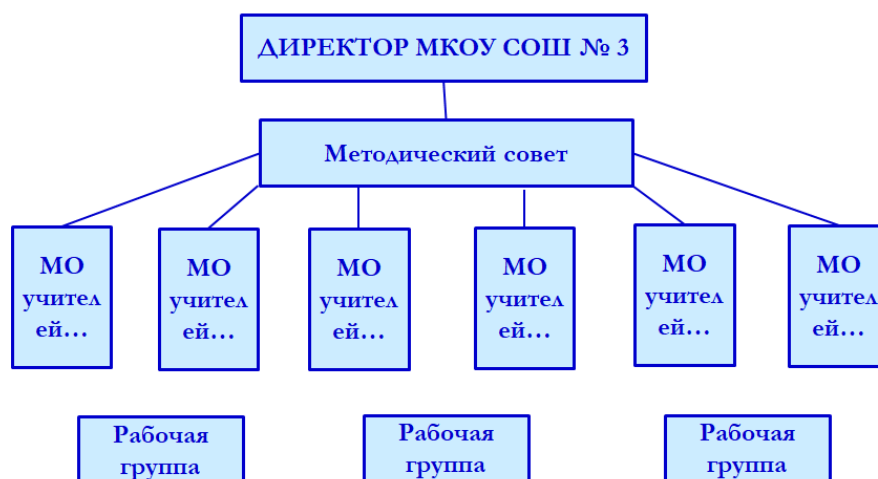 ДИРЕКТОР МКОУ СОШ № 3
Методический совет
МО
учител
ей...
МО
учител
ей...
МО
учител
ей...
МО
учител
ей...
МО
учител
ей...
МО
учител
ей...
Рабочая
группа
Рабочая
группа
Рабочая
группа